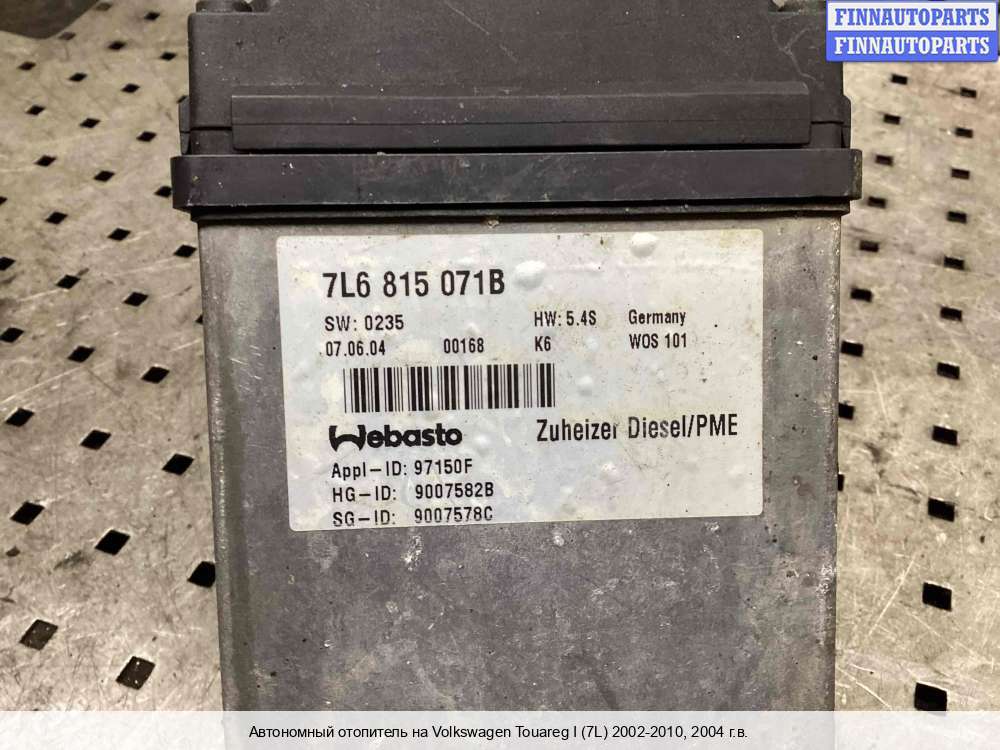 FINNAUTOPARTS
FINNAUTOPARTS
7L6 815 071B
SW: 0235 HW: 5.4S Germany
07.06.04 00168 K6 WOS 101
Webasto Zuheizer Diesel/PME
Appl-ID: 97150F
HG-ID: 9007582B
SG-ID: 9007578C
Автономный отопитель на Volkswagen Touareg I (7L) 2002-2010, 2004 г.в.